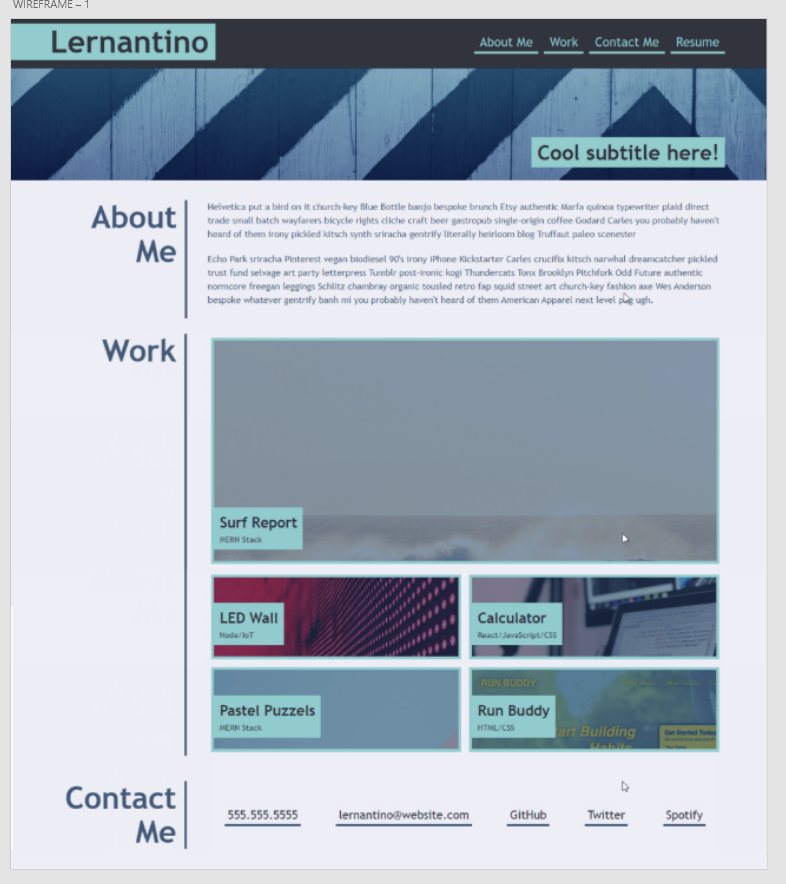 WIREFRAME – 1
Lernantino
About Me Work Contact Me Resume
Cool subtitle here!
About
Me
Helvetica put a bird on it church-key Blue Bottle banjo bespoke brunch Etsy authentic Marfa quinoa typewriter plaid direct
trade small batch wayfarers bicycle rights cliche craft beer gastropub single-origin coffee Godard Carles you probably haven't
heard of them irony pickled kitsch synth sriracha gentrify literally heirloom blog Truffaut paleo scenester
Echo Park sriracha Pinterest vegan biodiesel 90's irony iPhone Kickstarter Carles crucifix kitsch narwhal dreamcatcher pickled
trust fund selvage art party letterpress Tumblr post-ironic kogi Thundercats Tonx Brooklyn Pitchfork Odd Future authentic
normcore freegan leggings Schlitz chambray organic tousled retro fap squid street art church-key fashion axe Wes Anderson
bespoke whatever gentrify banh mi you probably haven't heard of them American Apparel next level pug ugh.
Work
Surf Report
MERN Stack
LED Wall
Node/IoT
Calculator
React/JavaScript/CSS
Pastel Puzzels
MERN Stack
RUN BUDDY
Run Buddy
HTML/CSS
art Building
Habits
Get Started Today
Contact
Me
555.555.5555 lernantino@website.com GitHub Twitter Spotify